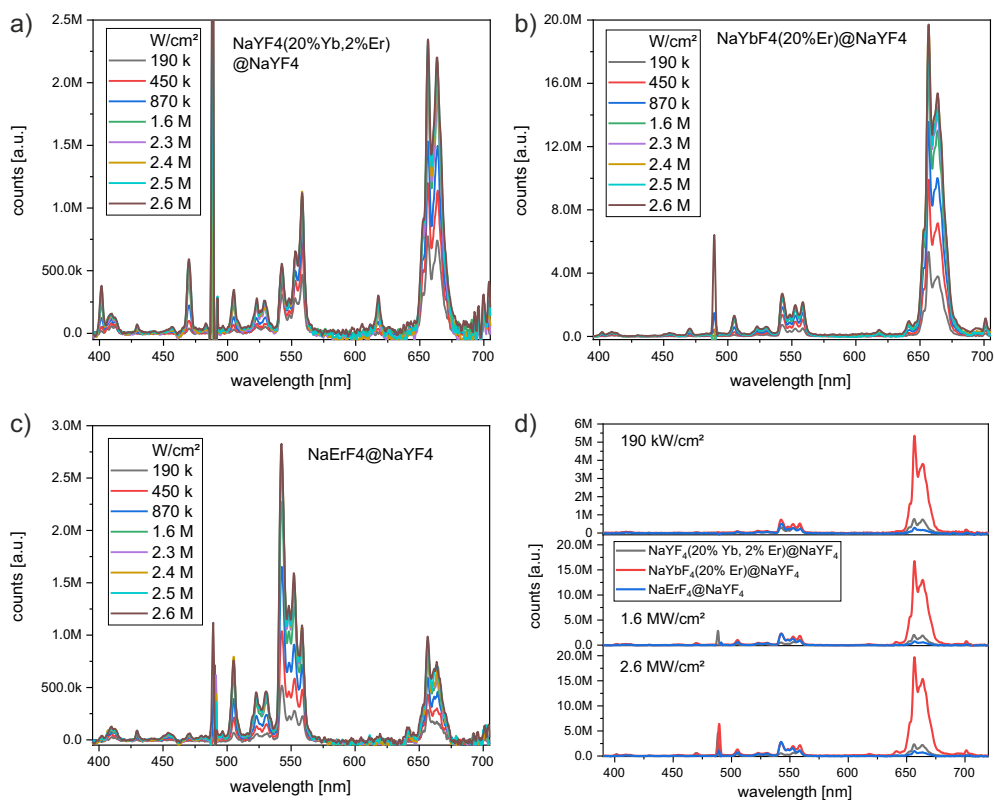 a)
2.5M
2.0M
1.5M
1.0M
500.0k
0.0
counts [a.u.]
W/cm²
190 k
450 k
870 k
1.6 M
2.3 M
2.4 M
2.5 M
2.6 M
NaYF4(20%Yb,2%Er)
@NaYF4
400 450 500 550 600 650 700
wavelength [nm]
b)
20.0M
16.0M
12.0M
8.0M
4.0M
0.0
counts [a.u.]
W/cm²
190 k
450 k
870 k
1.6 M
2.3 M
2.4 M
2.5 M
2.6 M
NaYbF4(20%Er)@NaYF4
400 450 500 550 600 650 700
wavelength [nm]
c)
3.0M
2.5M
2.0M
1.5M
1.0M
500.0k
0.0
counts [a.u.]
W/cm²
190 k
450 k
870 k
1.6 M
2.3 M
2.4 M
2.5 M
2.6 M
NaErF4@NaYF4
400 450 500 550 600 650 700
wavelength [nm]
d)
6M
5M
4M
3M
2M
1M
0
190 kW/cm²
20.0M
15.0M
10.0M
5.0M
0.0
counts [a.u.]
NaYF₄(20% Yb, 2% Er)@NaYF₄
NaYbF₄(20% Er)@NaYF₄
NaErF₄@NaYF₄
1.6 MW/cm²
20.0M
15.0M
10.0M
5.0M
0.0
2.6 MW/cm²
400 450 500 550 600 650 700
wavelength [nm]